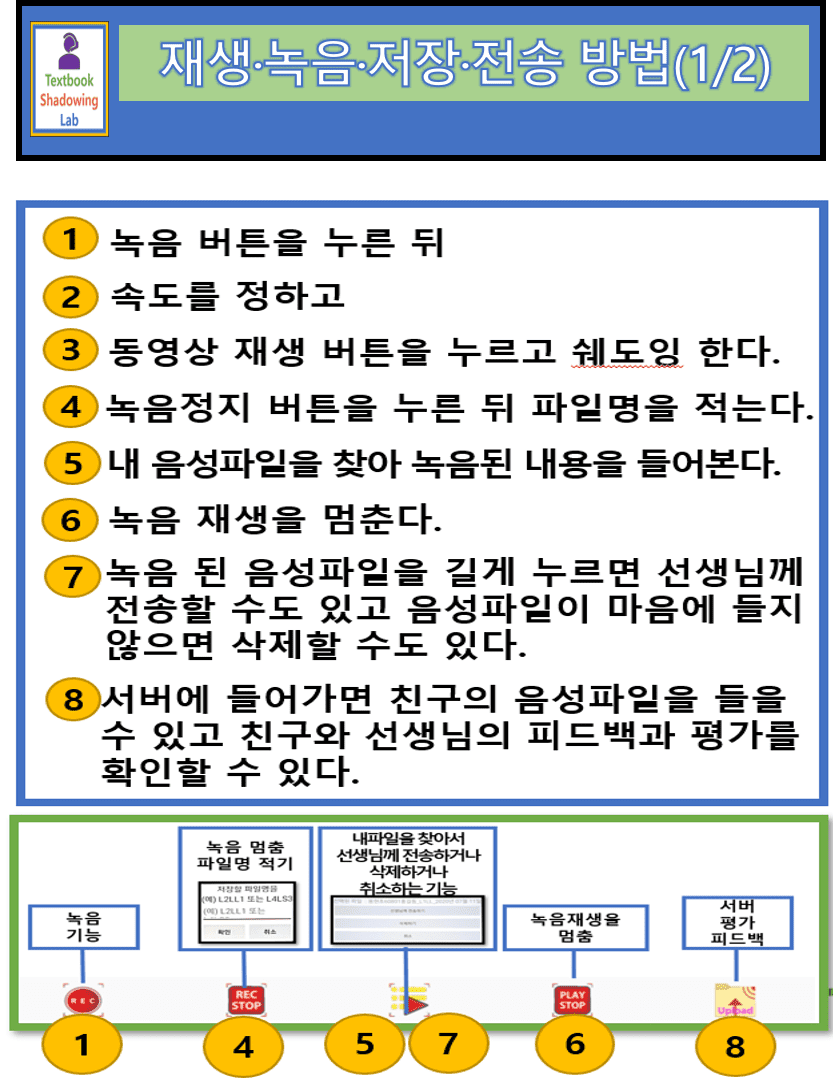 Textbook
Shadowing
Lab
재생·녹음·저장·전송 방법(1/2)
1 녹음 버튼을 누른 뒤
2 속도를 정하고
3 동영상 재생 버튼을 누르고 쉐도잉 한다.
4 녹음정지 버튼을 누른 뒤 파일명을 적는다.
5 내 음성파일을 찾아 녹음된 내용을 들어본다.
6 녹음 재생을 멈춘다.
7 녹음 된 음성파일을 길게 누르면 선생님께
전송할 수도 있고 음성파일이 마음에 들지
않으면 삭제할 수도 있다.
8 서버에 들어가면 친구의 음성파일을 들을
수 있고 친구와 선생님의 피드백과 평가를
확인할 수 있다.
녹음
기능
녹음 멈춤
파일명 적기
저장할 파일명을
(예) L2LL1 또는 L4LS3
(예) L2LL1 또는
확인 취소
내파일을 찾아서
선생님께 전송하거나
삭제하거나
취소하는 기능
취소
녹음재생을
멈춤
서버
평가
피드백
REC
REC
STOP
PLAY
STOP
Upload
1 4 5 7 6 8